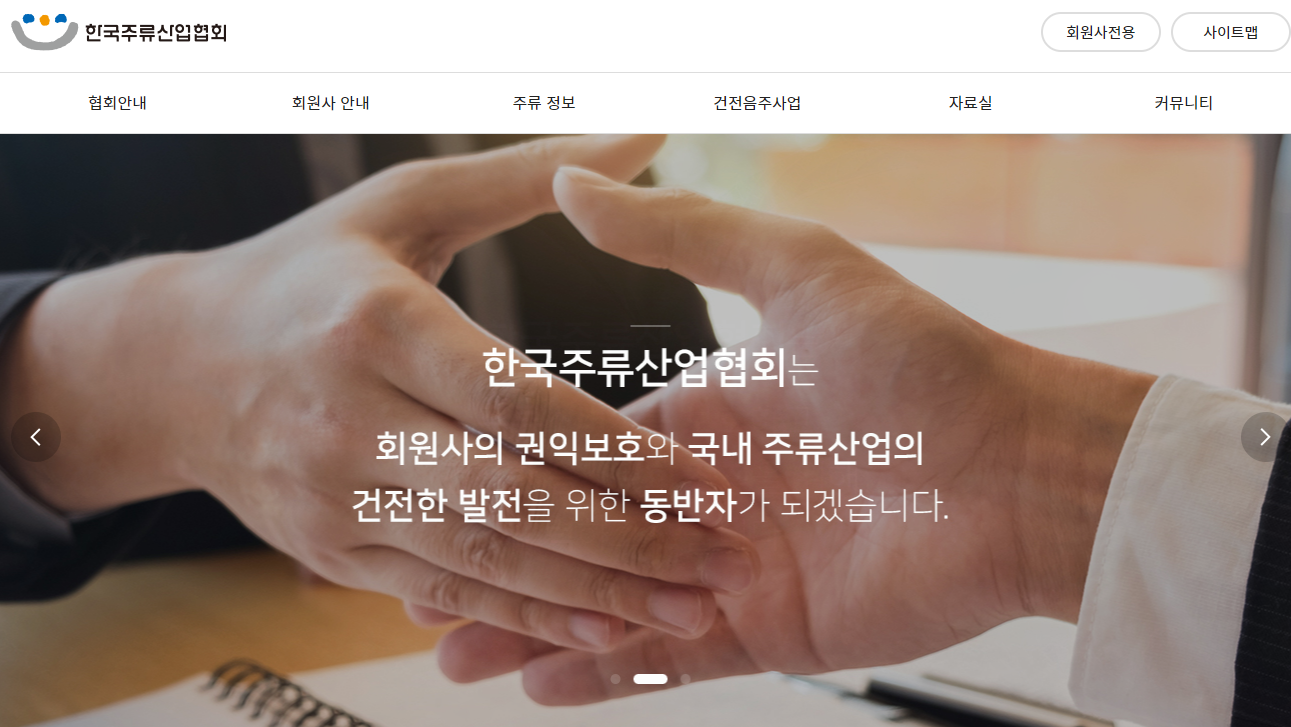 한국주류산업협회
회원사전용
사이트맵
협회안내
회원사 안내
주류 정보
건전음주사업
자료실
커뮤니티
한국주류산업협회는
회원사의 권익보호와 국내 주류산업의
건전한 발전을 위한 동반자가 되겠습니다.